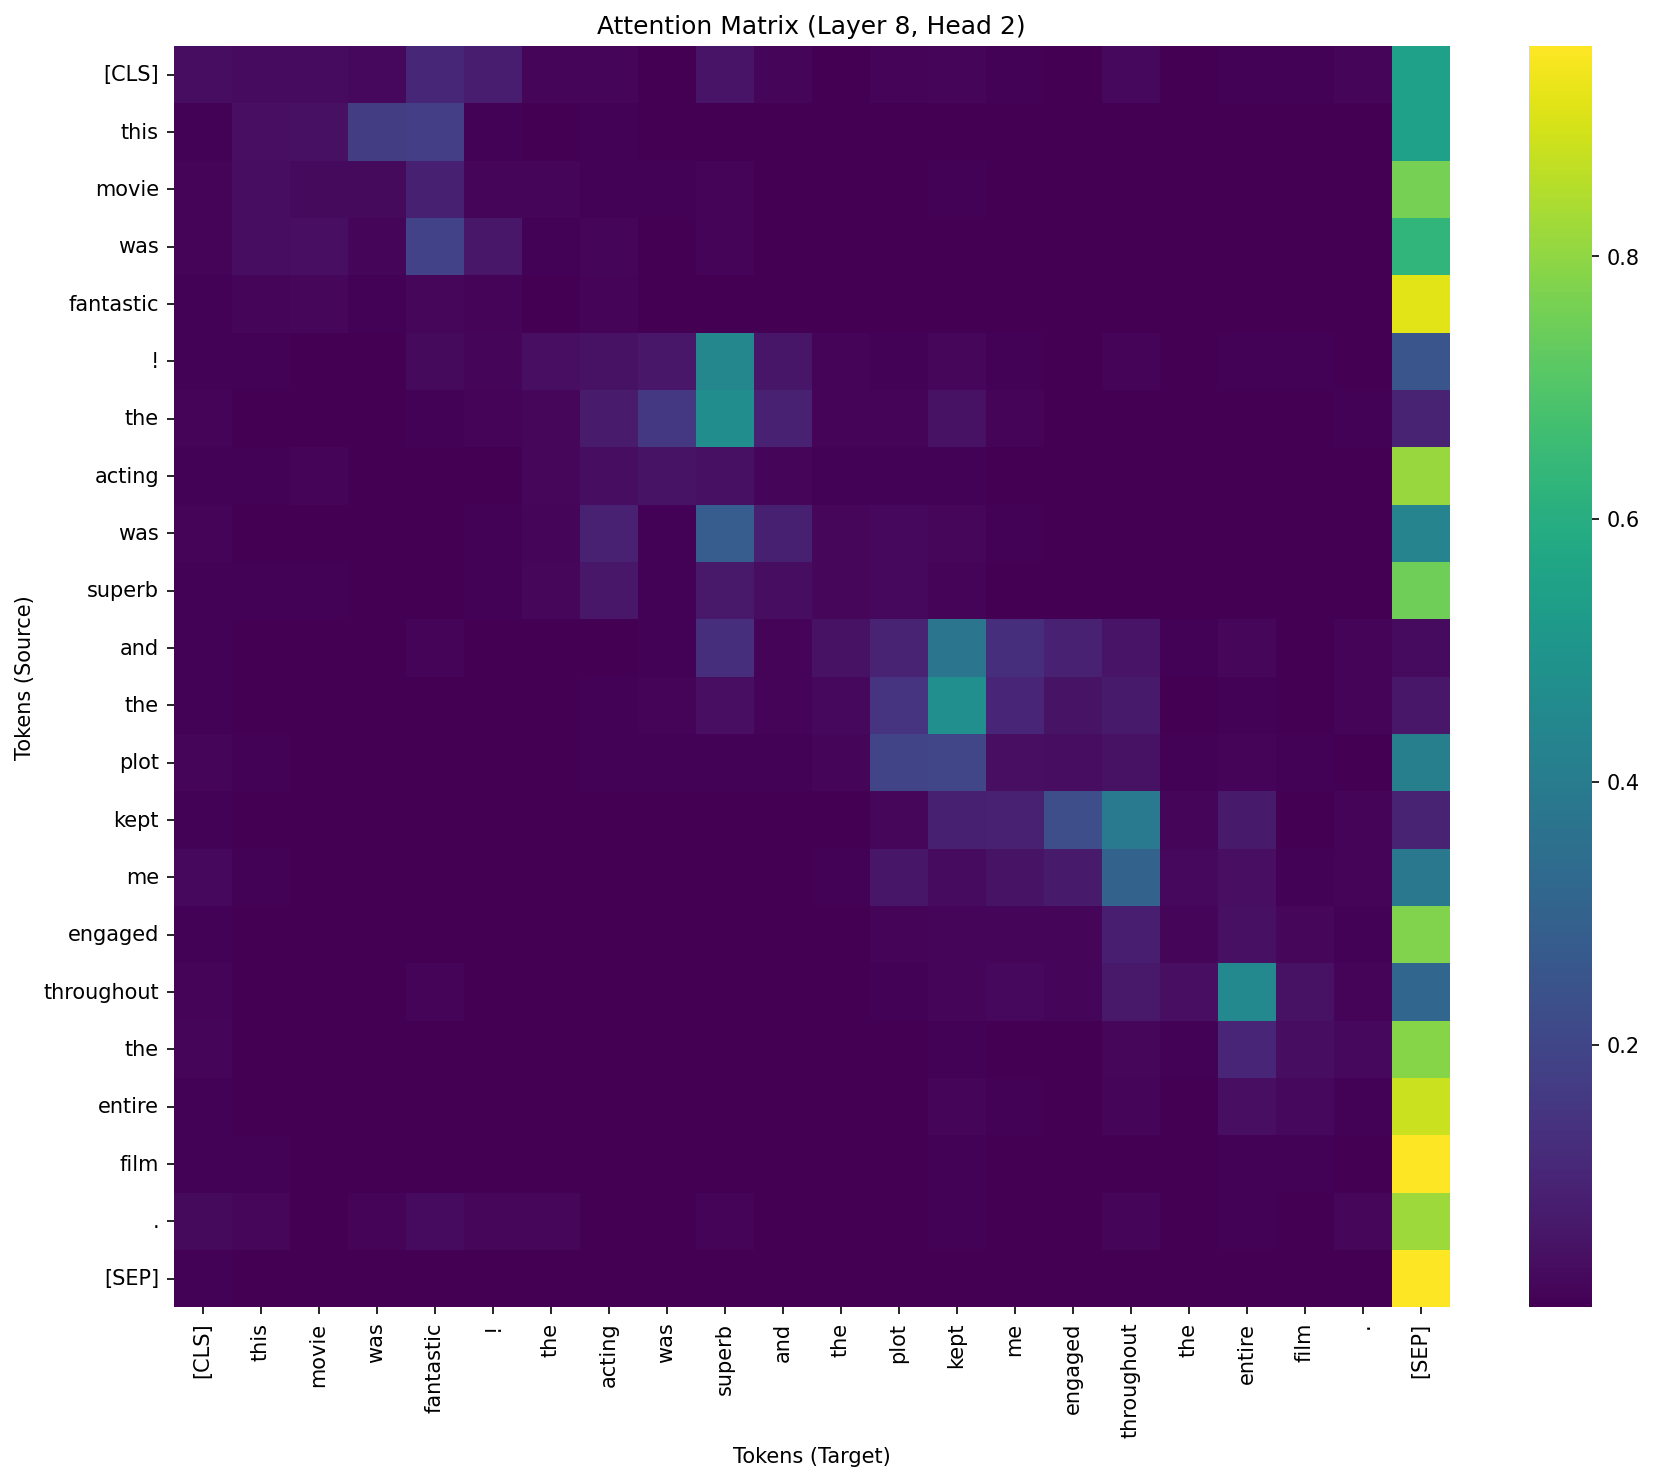 Attention Matrix (Layer 8, Head 2)
Tokens (Source)
[CLS]
this
movie
was
fantastic
!
the
acting
was
superb
and
the
plot
kept
me
engaged
throughout
the
entire
film
.
[SEP]
[CLS] this movie was fantastic ! the acting was superb and the plot kept me engaged throughout the entire film . [SEP]
Tokens (Target)
0.8
0.6
0.4
0.2